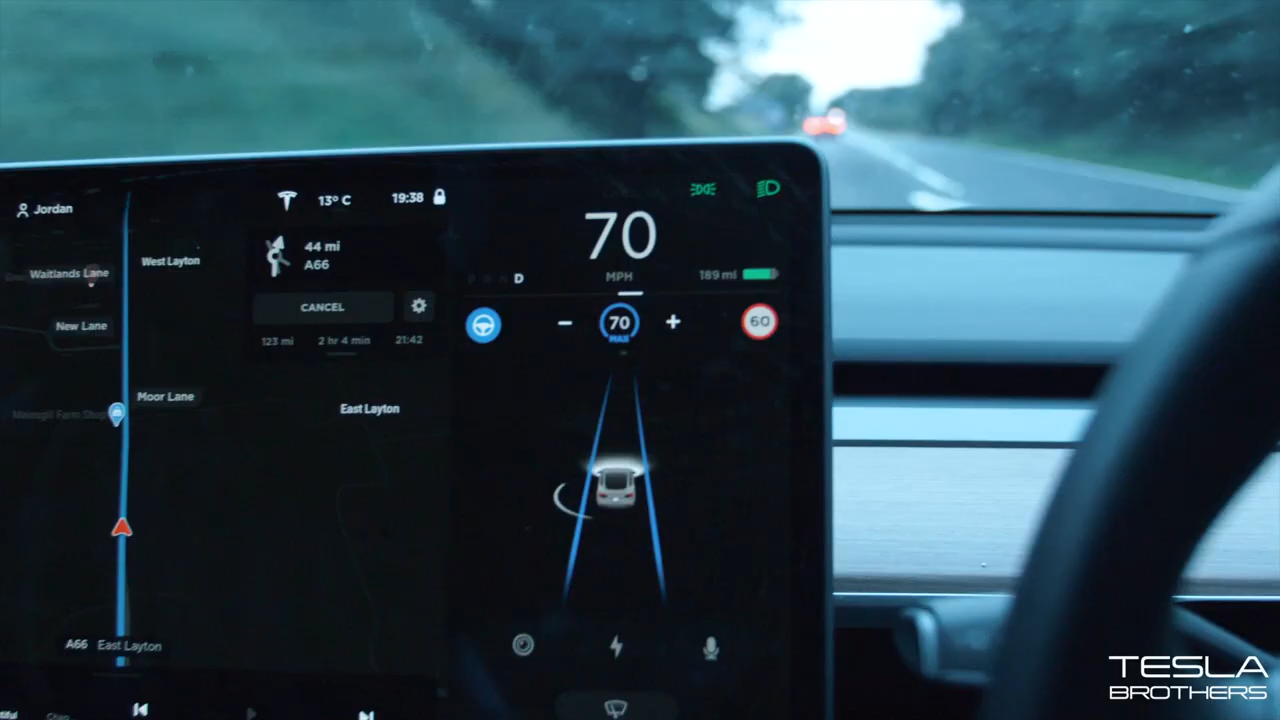 Jordan
13° C
19:38
West Layton
Waitlands Lane
44 mi
A66
New Lane
CANCEL
123 mi 2 hr 4 min 21:42
Moor Lane
East Layton
A66 East Layton
70
MPH
D
189 mi
70
MAX
60
TESLA
BROTHERS